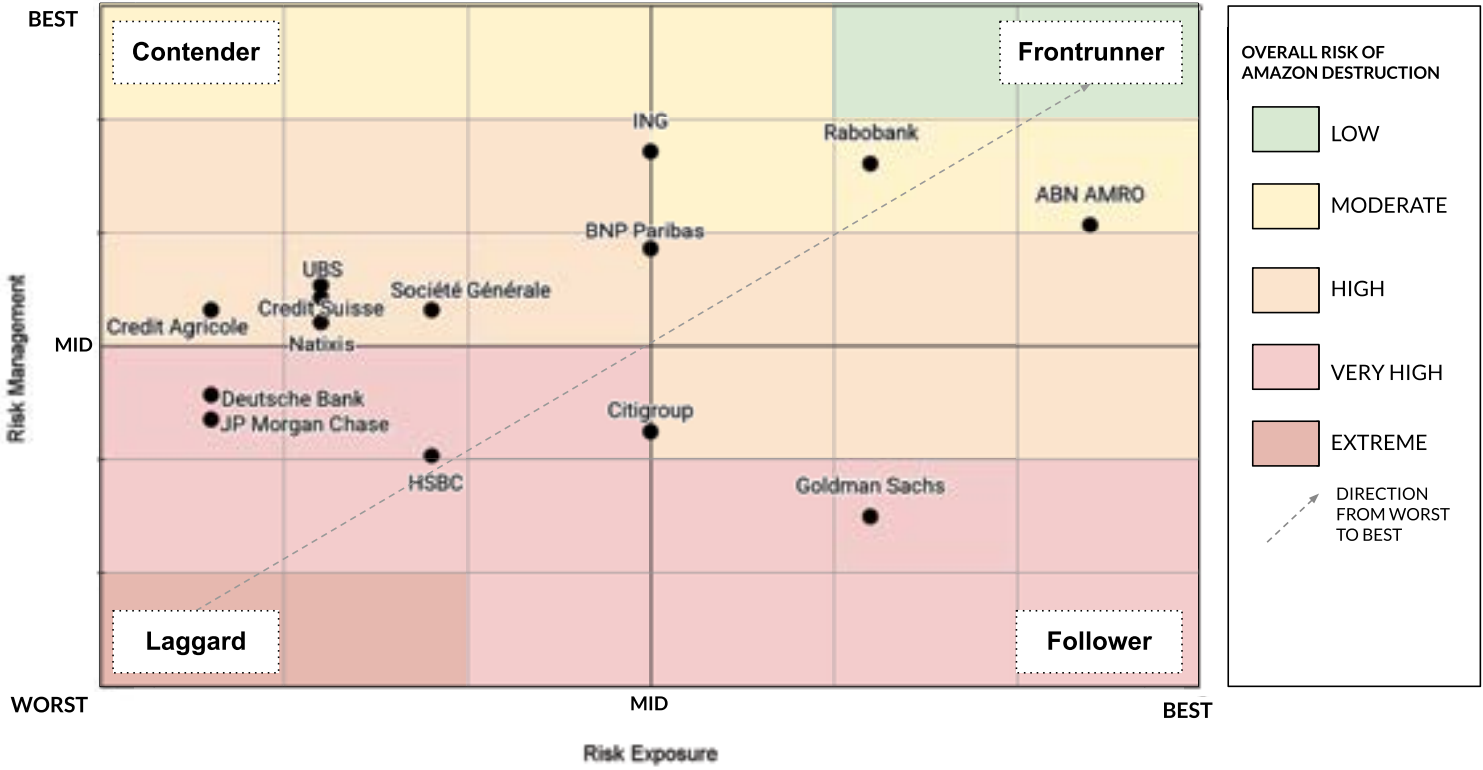 BEST
Contender
Frontrunner
ING
Rabobank
ABN AMRO
BNP Paribas
UBS
Société Générale
Credit Suisse
Credit Agricole
Natixis
MID
Risk Management
Deutsche Bank
JP Morgan Chase
Citigroup
HSBC
Goldman Sachs
Laggard
Follower
WORST
MID
BEST
Risk Exposure
OVERALL RISK OF
AMAZON DESTRUCTION
LOW
MODERATE
HIGH
VERY HIGH
EXTREME
DIRECTION
FROM WORST
TO BEST